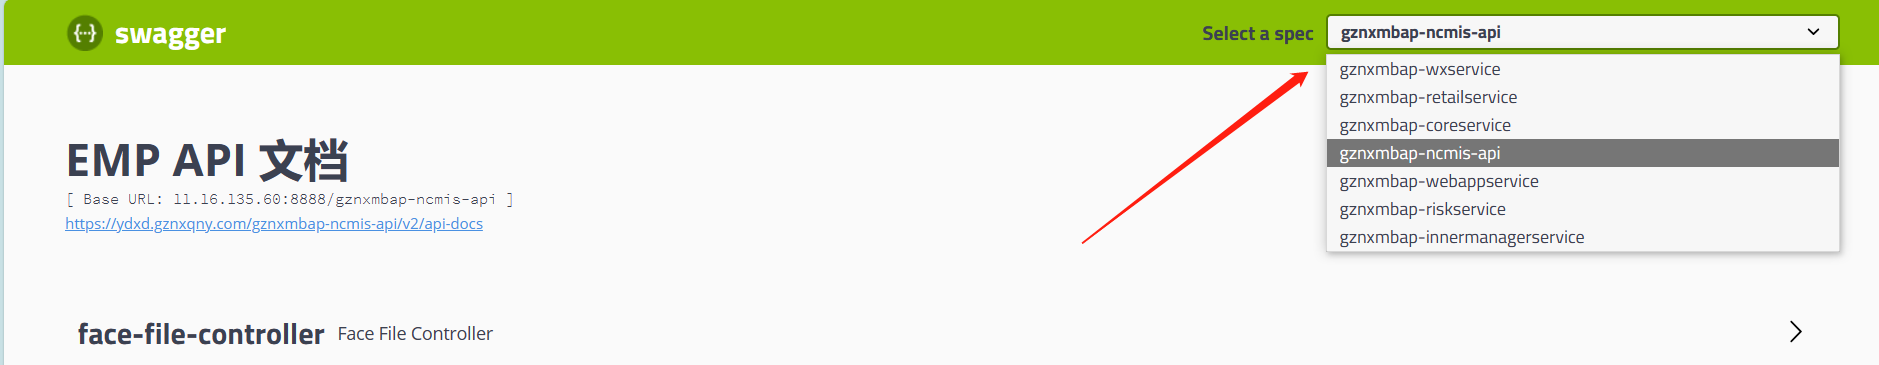 swagger
Select a spec
gznxmbap-ncmis-api
gznxmbap-wxservice
gznxmbap-retailservice
gznxmbap-coreservice
gznxmbap-ncmis-api
gznxmbap-webappservice
gznxmbap-riskservice
gznxmbap-innermanagerservice
EMP API 文档
[ Base URL: 11.16.135.60:8888/gznxmbap-ncmis-api ]
https://ydxd.gznxqny.com/gznxmbap-ncmis-api/v2/api-docs
face-file-controller Face File Controller